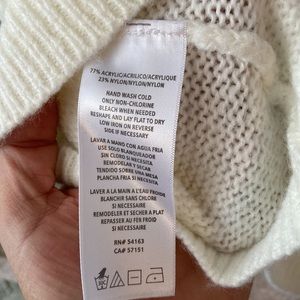 77% ACRYLIC/ACRILICO/ACRYLIQUE
23% NYLON/NYLON/NYLON
HAND WASH COLD
ONLY NON-CHLORINE
BLEACH WHEN NEEDED
RESHAPE AND LAY FLAT TO DRY
LOW IRON ON REVERSE
SIDE IF NECESSARY
LAVAR A MANO CON AGUA FRIA
USE SOLO BLANQUEADOR
SIN CLORO SI NECESITA
REMODELAR Y SECAR
TENDIDO SOBRE UNA MESA
PLANCHA FRIA SI NECESARIO
LAVER A LA MAIN A L'EAU FROIDE
BLANCHIR SANS CHLORE
SI NECESSAIRE
REMODELER ET SECHER A PLAT
REPASSER AU FER FROID
SI NECESSAIRE
RN# 54163
CA# 57151